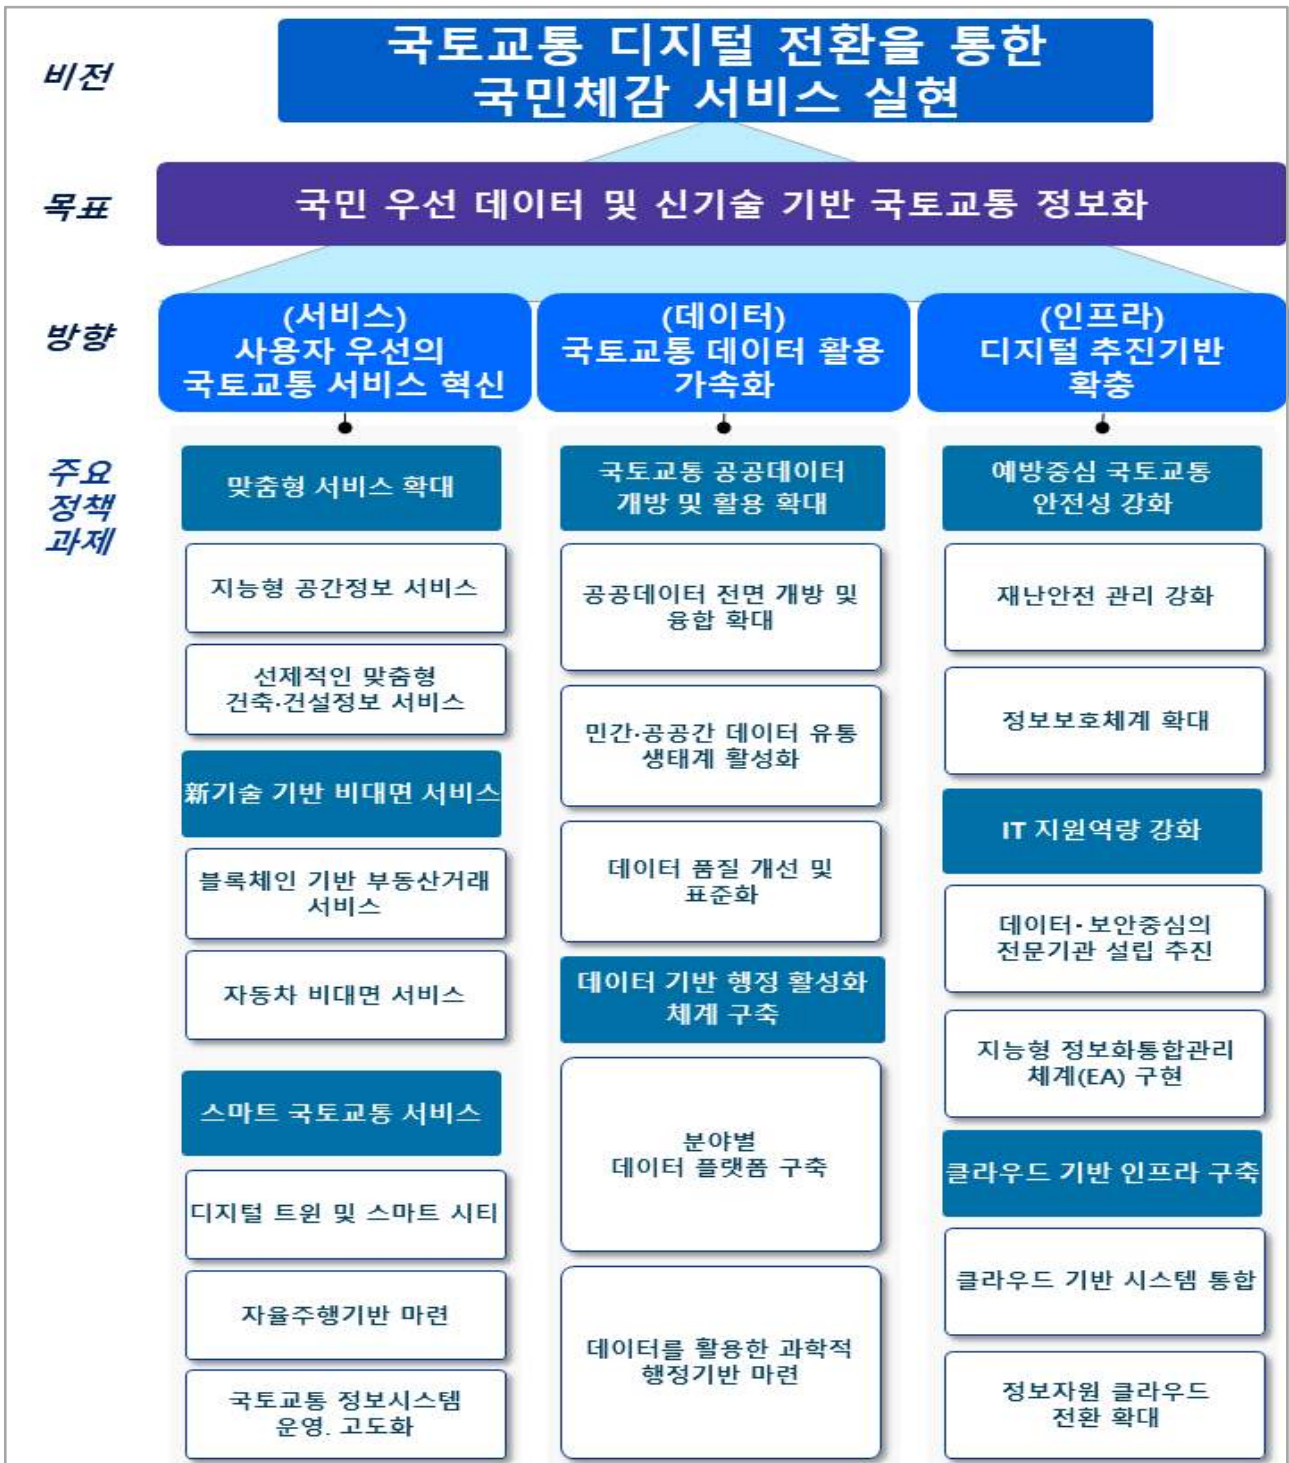 비전
국토교통 디지털 전환을 통한
국민체감 서비스 실현
목표
국민 우선 데이터 및 신기술 기반 국토교통 정보화
방향
(서비스)
사용자 우선의
국토교통 서비스 혁신
(데이터)
국토교통 데이터 활용
가속화
(인프라)
디지털 추진기반
확충
주요
정책
과제
맞춤형 서비스 확대
지능형 공간정보 서비스
선제적인 맞춤형
건축·건설정보 서비스
新기술 기반 비대면 서비스
블록체인 기반 부동산거래
서비스
자동차 비대면 서비스
스마트 국토교통 서비스
디지털 트윈 및 스마트 시티
자율주행기반 마련
국토교통 정보시스템
운영. 고도화
국토교통 공공데이터
개방 및 활용 확대
공공데이터 전면 개방 및
융합 확대
민간·공공간 데이터 유통
생태계 활성화
데이터 품질 개선 및
표준화
데이터 기반 행정 활성화
체계 구축
분야별
데이터 플랫폼 구축
데이터를 활용한 과학적
행정기반 마련
예방중심 국토교통
안전성 강화
재난안전 관리 강화
정보보호체계 확대
IT 지원역량 강화
데이터·보안중심의
전문기관 설립 추진
지능형 정보화통합관리
체계(EA) 구현
클라우드 기반 인프라 구축
클라우드 기반 시스템 통합
정보자원 클라우드
전환 확대